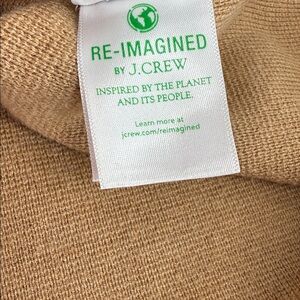 RE-IMAGINED
BY J.CREW
INSPIRED BY THE PLANET
AND ITS PEOPLE.
Learn more at
jcrew.com/reimagined